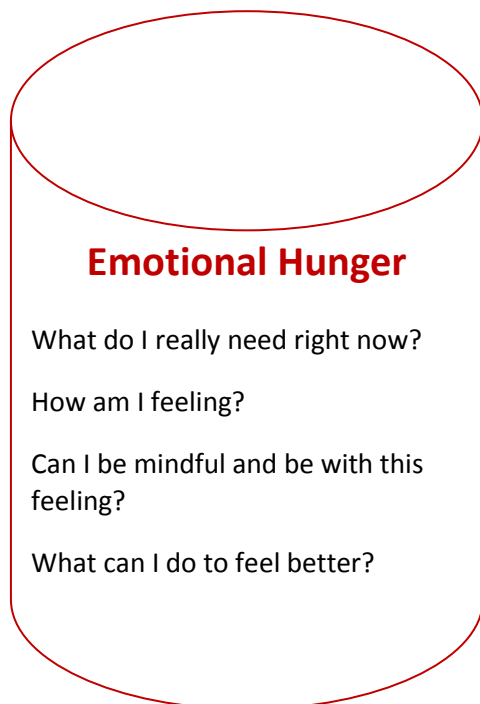 Emotional Hunger
What do I really need right now?
How am I feeling?
Can I be mindful and be with this
feeling?
What can I do to feel better?